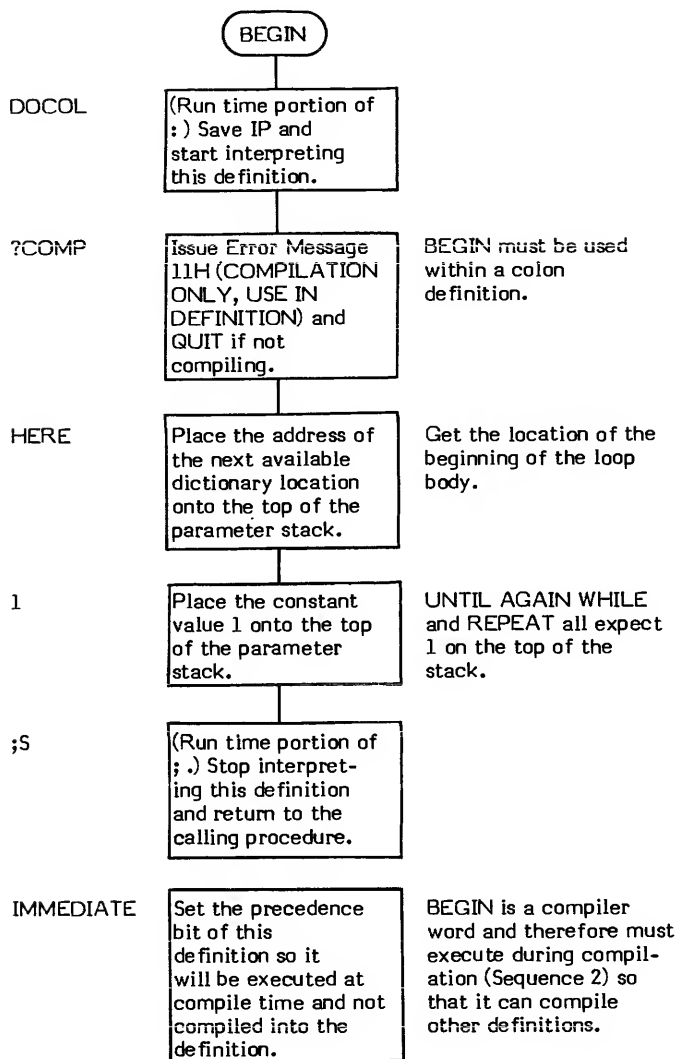 BEGIN
DOCOL
(Run time portion of
: ) Save IP and
start interpreting
this definition.
?COMP
Issue Error Message
11H (COMPILATION
ONLY, USE IN
DEFINITION) and
QUIT if not
compiling.
BEGIN must be used
within a colon
definition.
HERE
Place the address of
the next available
dictionary location
onto the top of the
parameter stack.
Get the location of the
beginning of the loop
body.
1
Place the constant
value 1 onto the top
of the parameter
stack.
UNTIL AGAIN WHILE
and REPEAT all expect
1 on the top of the
stack.
;S
(Run time portion of
; .) Stop interpret-
ing this definition
and return to the
calling procedure.
IMMEDIATE
Set the precedence
bit of this
definition so it
will be executed at
compile time and not
compiled into the
definition.
BEGIN is a compiler
word and therefore must
execute during compil-
ation (Sequence 2) so
that it can compile
other definitions.